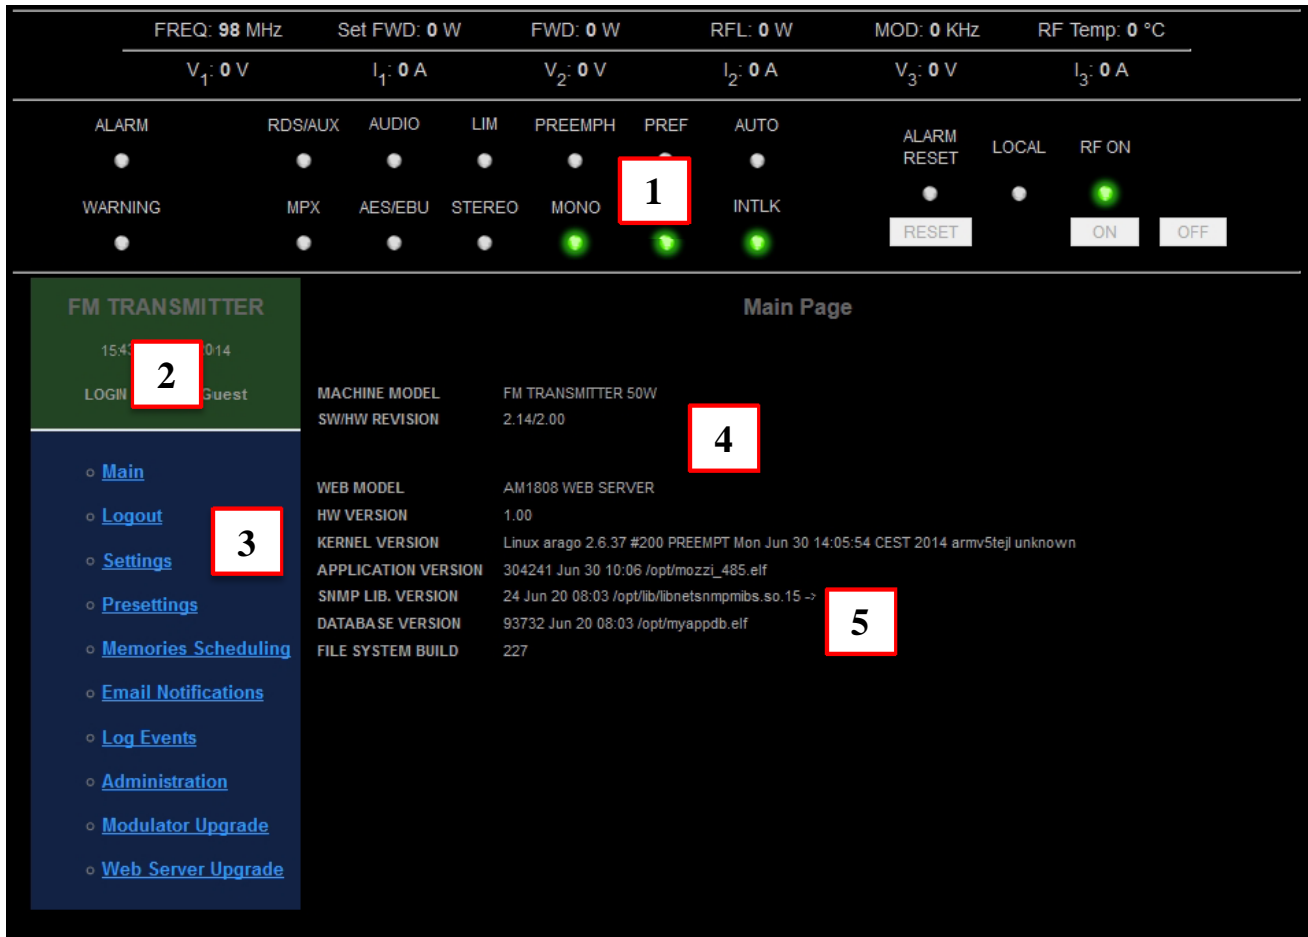 FREQ: 98 MHz Set FWD: 0 W FWD: 0 W RFL: 0 W MOD: 0 KHz RF Temp: 0 °C
V1: 0 V I1: 0 A V2: 0 V I2: 0 A V3: 0 V I3: 0 A
ALARM RDS/AUX AUDIO LIM PREEMPH PREF AUTO ALARM RESET LOCAL RF ON
WARNING MPX AES/EBU STEREO MONO 1 INTLK RESET ON OFF
FM TRANSMITTER
Main Page
2
LOGIN Guest
MACHINE MODEL FM TRANSMITTER 50W
SW/HW REVISION 2.14/2.00
4
3
Main
Logout
Settings
Presettings
Memories Scheduling
Email Notifications
Log Events
Administration
Modulator Upgrade
Web Server Upgrade
WEB MODEL AM1808 WEB SERVER
HW VERSION 1.00
KERNEL VERSION Linux arago 2.6.37 #200 PREEMPT Mon Jun 30 14:05:54 CEST 2014 armv5tejl unknown
APPLICATION VERSION 304241 Jun 30 10:06 /opt/mozzi_485.elf
SNMP LIB. VERSION 24 Jun 20 08:03 /opt/lib/libnetsnmpmibs.so.15 ->
DATABASE VERSION 93732 Jun 20 08:03 /opt/myappdb.elf
5
FILE SYSTEM BUILD 227